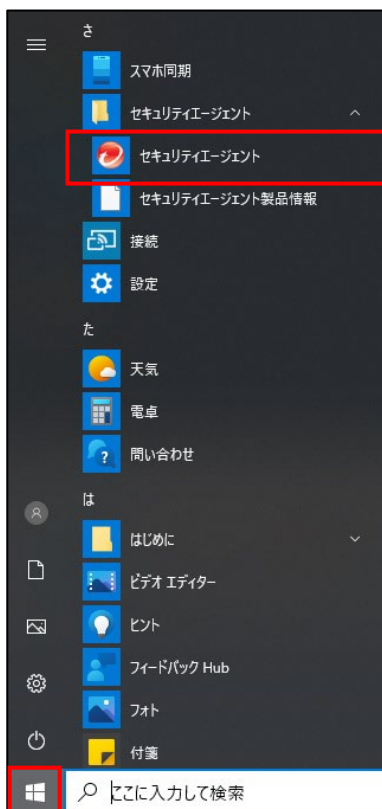 さ
スマホ同期
セキュリティエージェント
セキュリティエージェント
セキュリティエージェント製品情報
接続
設定
た
天気
電卓
問い合わせ
は
はじめに
ビデオ エディター
ヒント
フィードバック Hub
フォト
付箋
ここに入力して検索